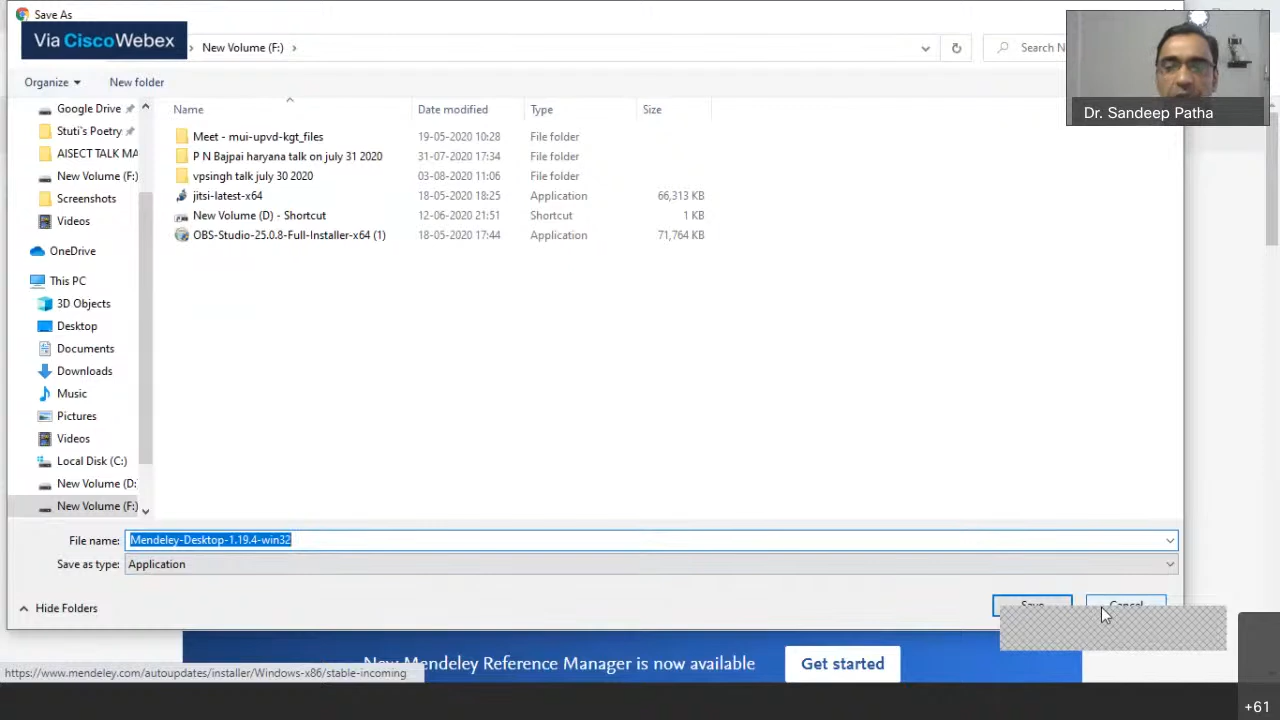 Save As
Via CiscoWebex
New Volume (F:)
Search N
Organize
New folder
Dr. Sandeep Patha
Name
Date modified
Type
Size
Google Drive
Stuti's Poetry
AISECT TALK MA
New Volume (F:)
Screenshots
Videos
OneDrive
This PC
3D Objects
Desktop
Documents
Downloads
Music
Pictures
Videos
Local Disk (C:)
New Volume (D:
New Volume (F:)
Meet - mui-upvd-kgt_files 19-05-2020 10:28 File folder
P N Bajpai haryana talk on july 31 2020 31-07-2020 17:34 File folder
vpsingh talk july 30 2020 03-08-2020 11:06 File folder
jitsi-latest-x64 18-05-2020 18:25 Application 66,313 KB
New Volume (D) - Shortcut 12-06-2020 21:51 Shortcut 1 KB
OBS-Studio-25.0.8-Full-Installer-x64 (1) 18-05-2020 17:44 Application 71,764 KB
File name: Mendeley-Desktop-1.19.4-win32
Save as type: Application
Hide Folders
Save
Cancel
New Mendeley Reference Manager is now available
Get started
https://www.mendeley.com/autoupdates/installer/Windows-x86/stable-incoming
+61